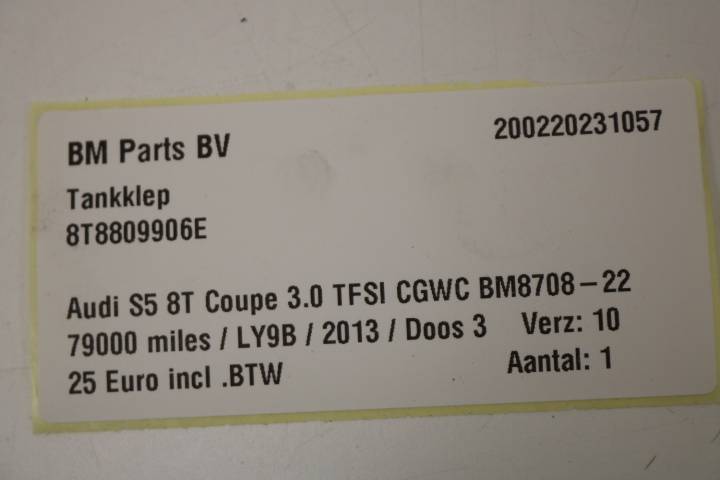 BM Parts BV 200220231057
Tankklep
8T8809906E
Audi S5 8T Coupe 3.0 TFSI CGWC BM8708-22
79000 miles / LY9B / 2013 / Doos 3 Verz: 10
25 Euro incl .BTW Aantal: 1